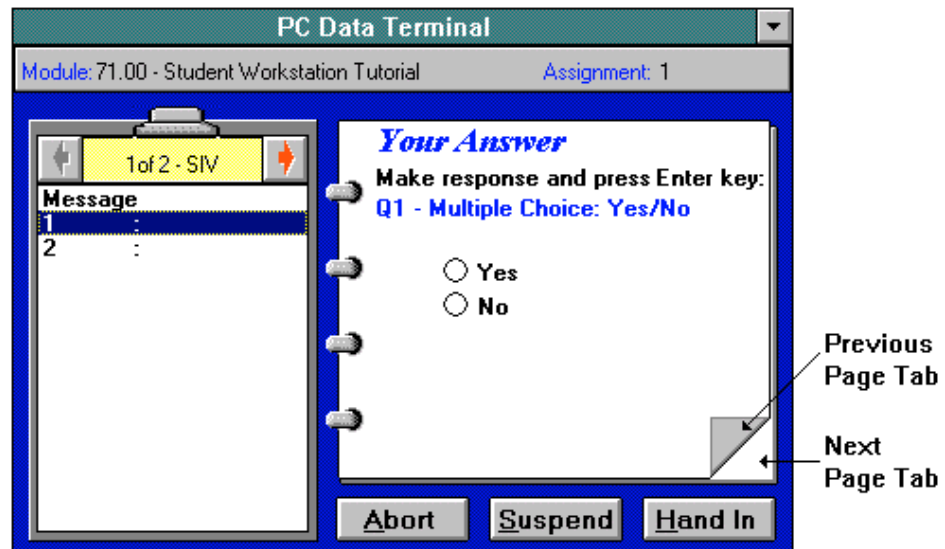 PC Data Terminal
Module: 71.00 - Student Workstation Tutorial Assignment: 1
1of 2 - SIV
Message
1 :
2 :
Your Answer
Make response and press Enter key:
Q1 - Multiple Choice: Yes/No
Yes
No
Previous
Page Tab
Next
Page Tab
Abort Suspend Hand In